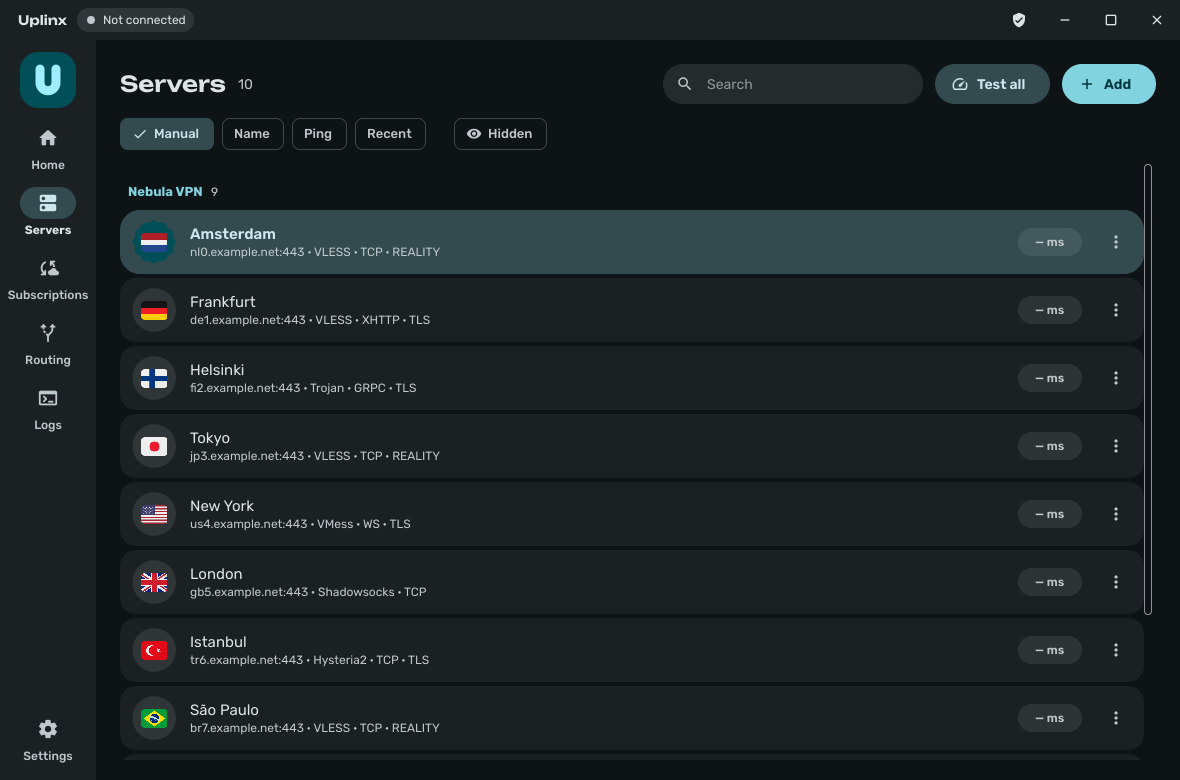 Uplinx Not connected
Servers 10 Search Test all Add
Manual Name Ping Recent Hidden
Home
Servers
Subscriptions
Routing
Logs
Settings
Nebula VPN 9
Amsterdam
nl0.example.net:443 • VLESS • TCP • REALITY
– ms
Frankfurt
de1.example.net:443 • VLESS • XHTTP • TLS
– ms
Helsinki
fi2.example.net:443 • Trojan • GRPC • TLS
– ms
Tokyo
jp3.example.net:443 • VLESS • TCP • REALITY
– ms
New York
us4.example.net:443 • VMess • WS • TLS
– ms
London
gb5.example.net:443 • Shadowsocks • TCP
– ms
Istanbul
tr6.example.net:443 • Hysteria2 • TCP • TLS
– ms
São Paulo
br7.example.net:443 • VLESS • TCP • REALITY
– ms